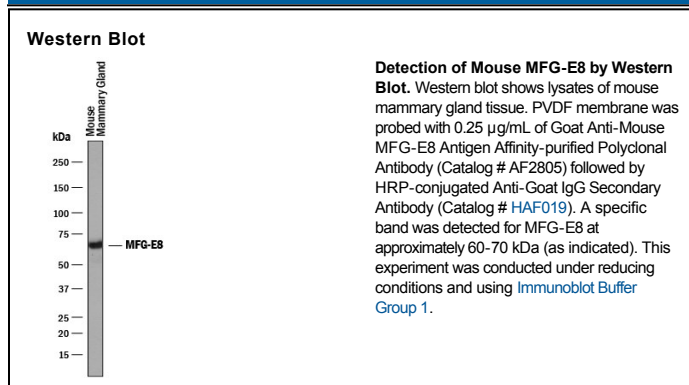 Western Blot
Mouse
Mammary Gland
kDa
250
150
100
75
MFG-E8
50
37
25
20
15
Detection of Mouse MFG-E8 by Western
Blot. Western blot shows lysates of mouse
mammary gland tissue. PVDF membrane was
probed with 0.25 µg/mL of Goat Anti-Mouse
MFG-E8 Antigen Affinity-purified Polyclonal
Antibody (Catalog # AF2805) followed by
HRP-conjugated Anti-Goat IgG Secondary
Antibody (Catalog # HAF019). A specific
band was detected for MFG-E8 at
approximately 60-70 kDa (as indicated). This
experiment was conducted under reducing
conditions and using Immunoblot Buffer
Group 1.